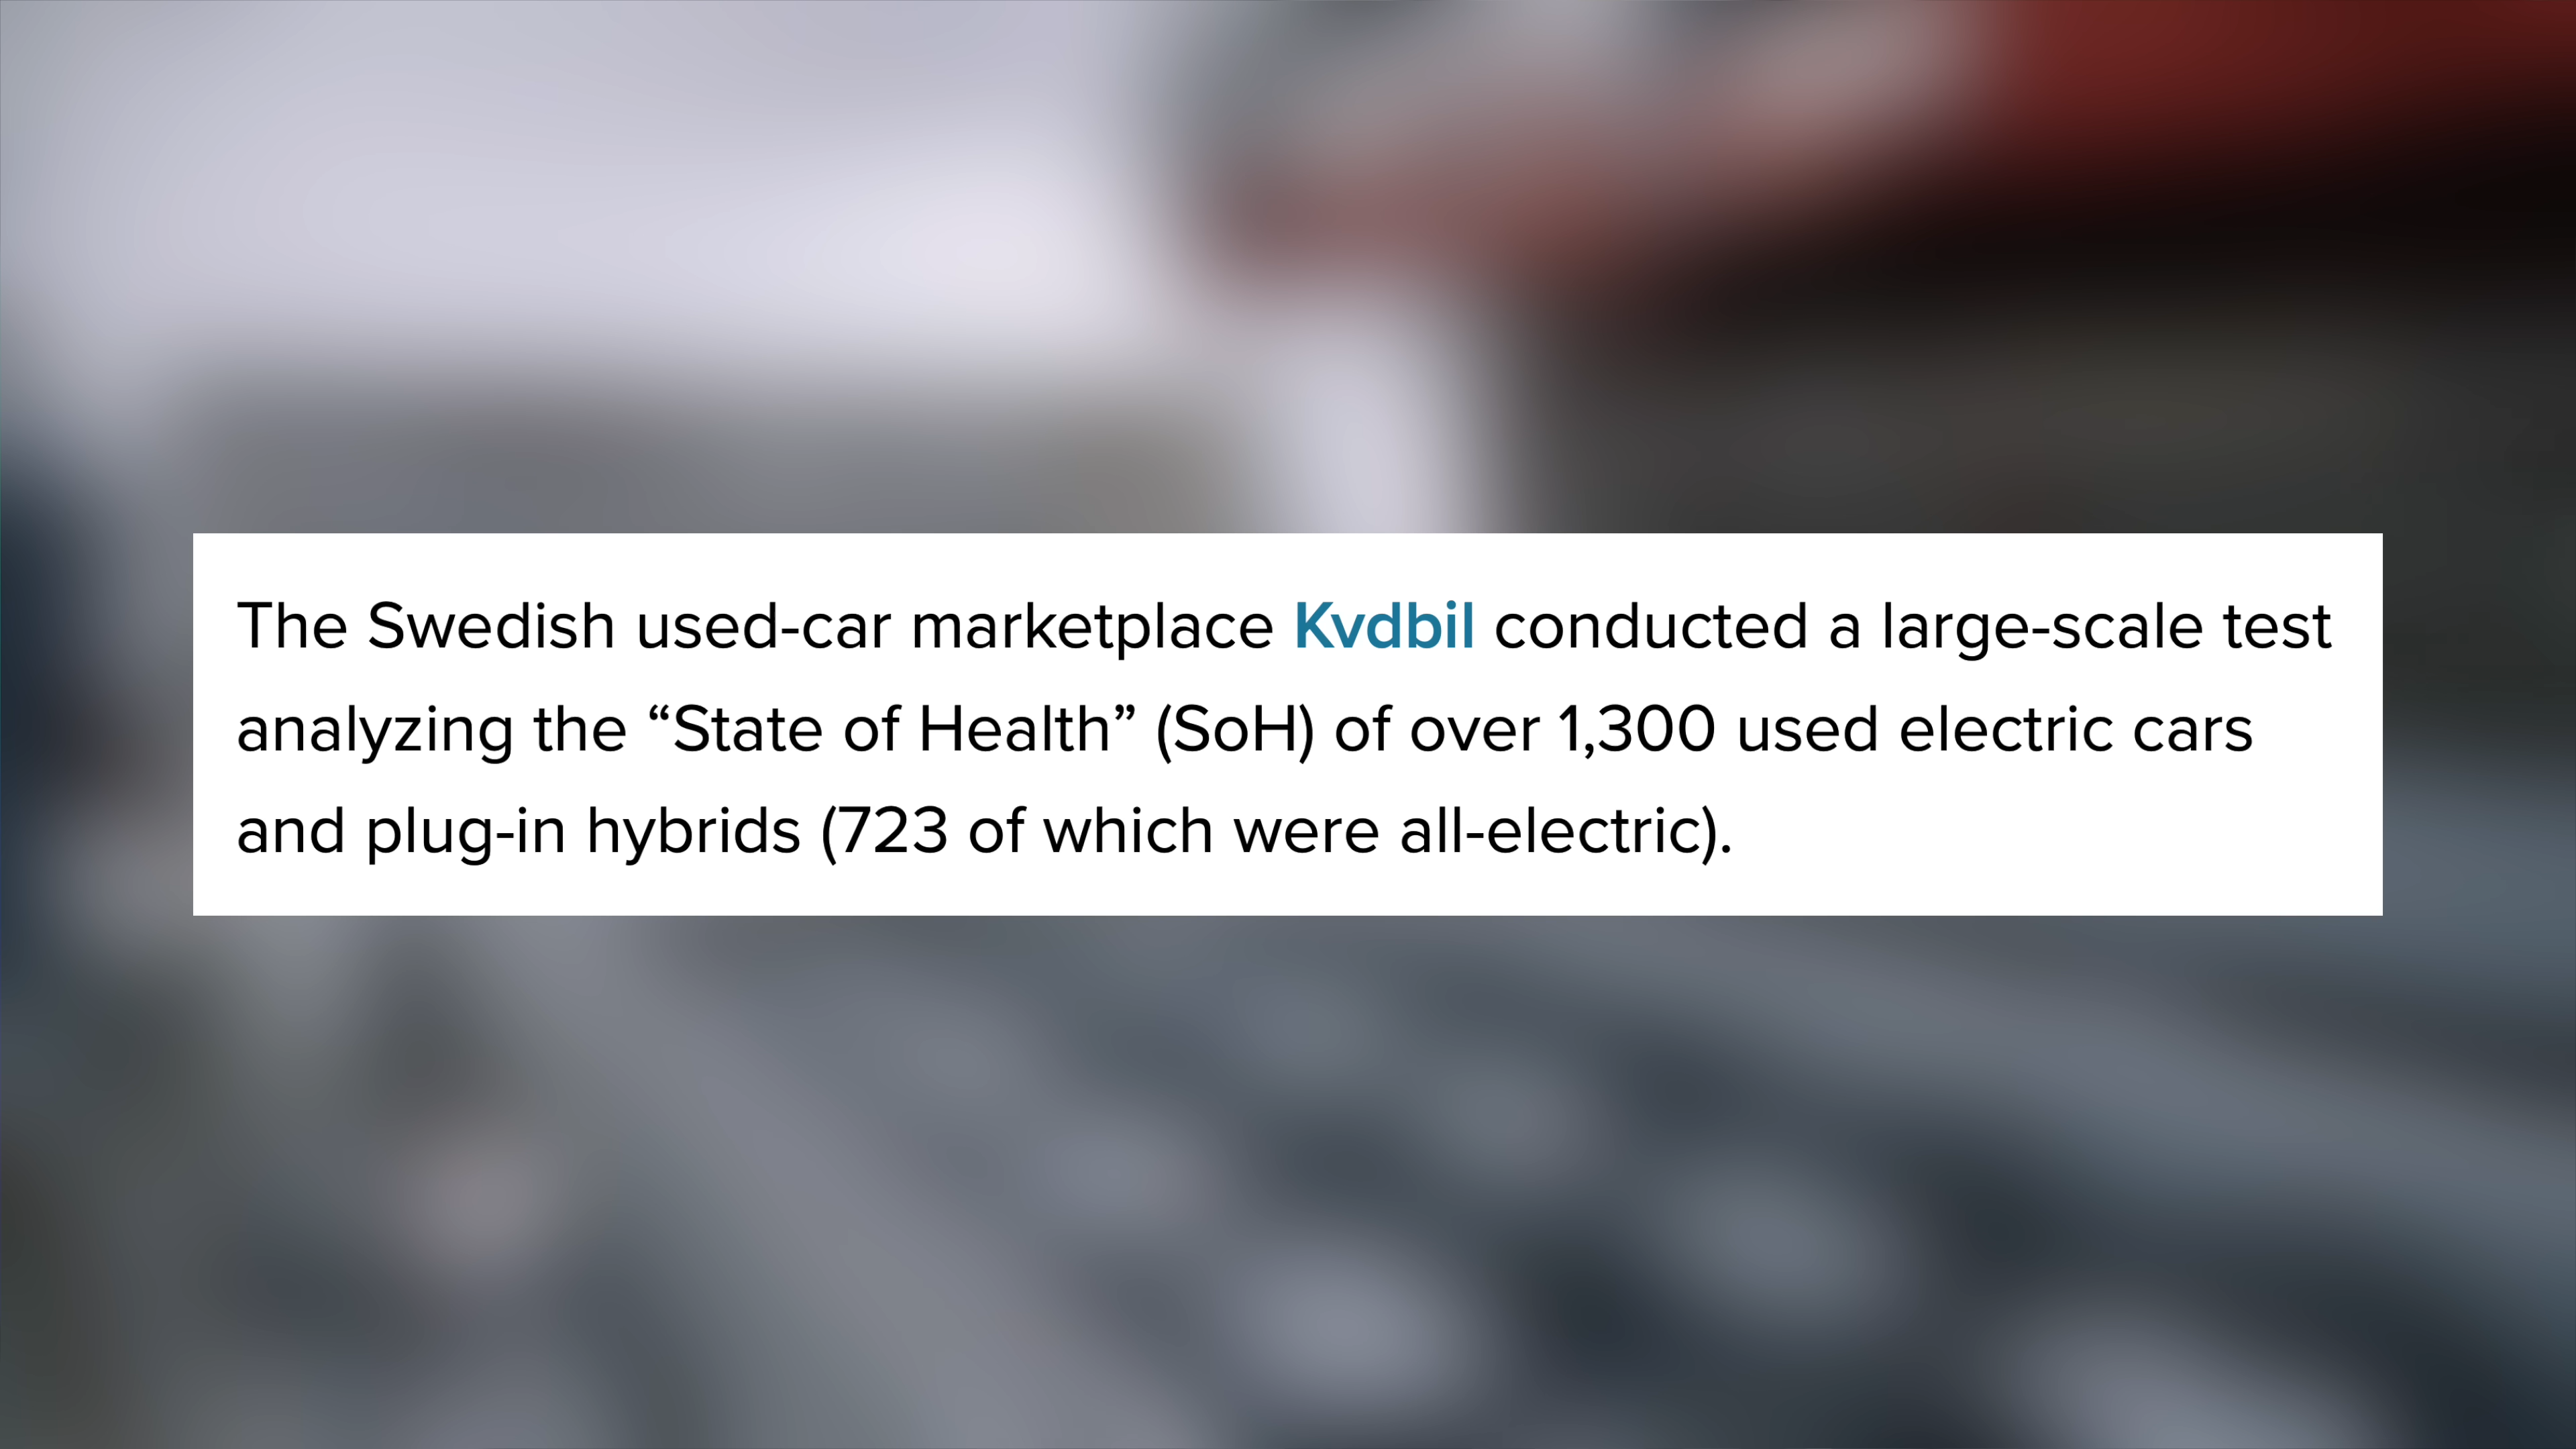 The Swedish used-car marketplace Kvdbil conducted a large-scale test
analyzing the “State of Health” (SoH) of over 1,300 used electric cars
and plug-in hybrids (723 of which were all-electric).